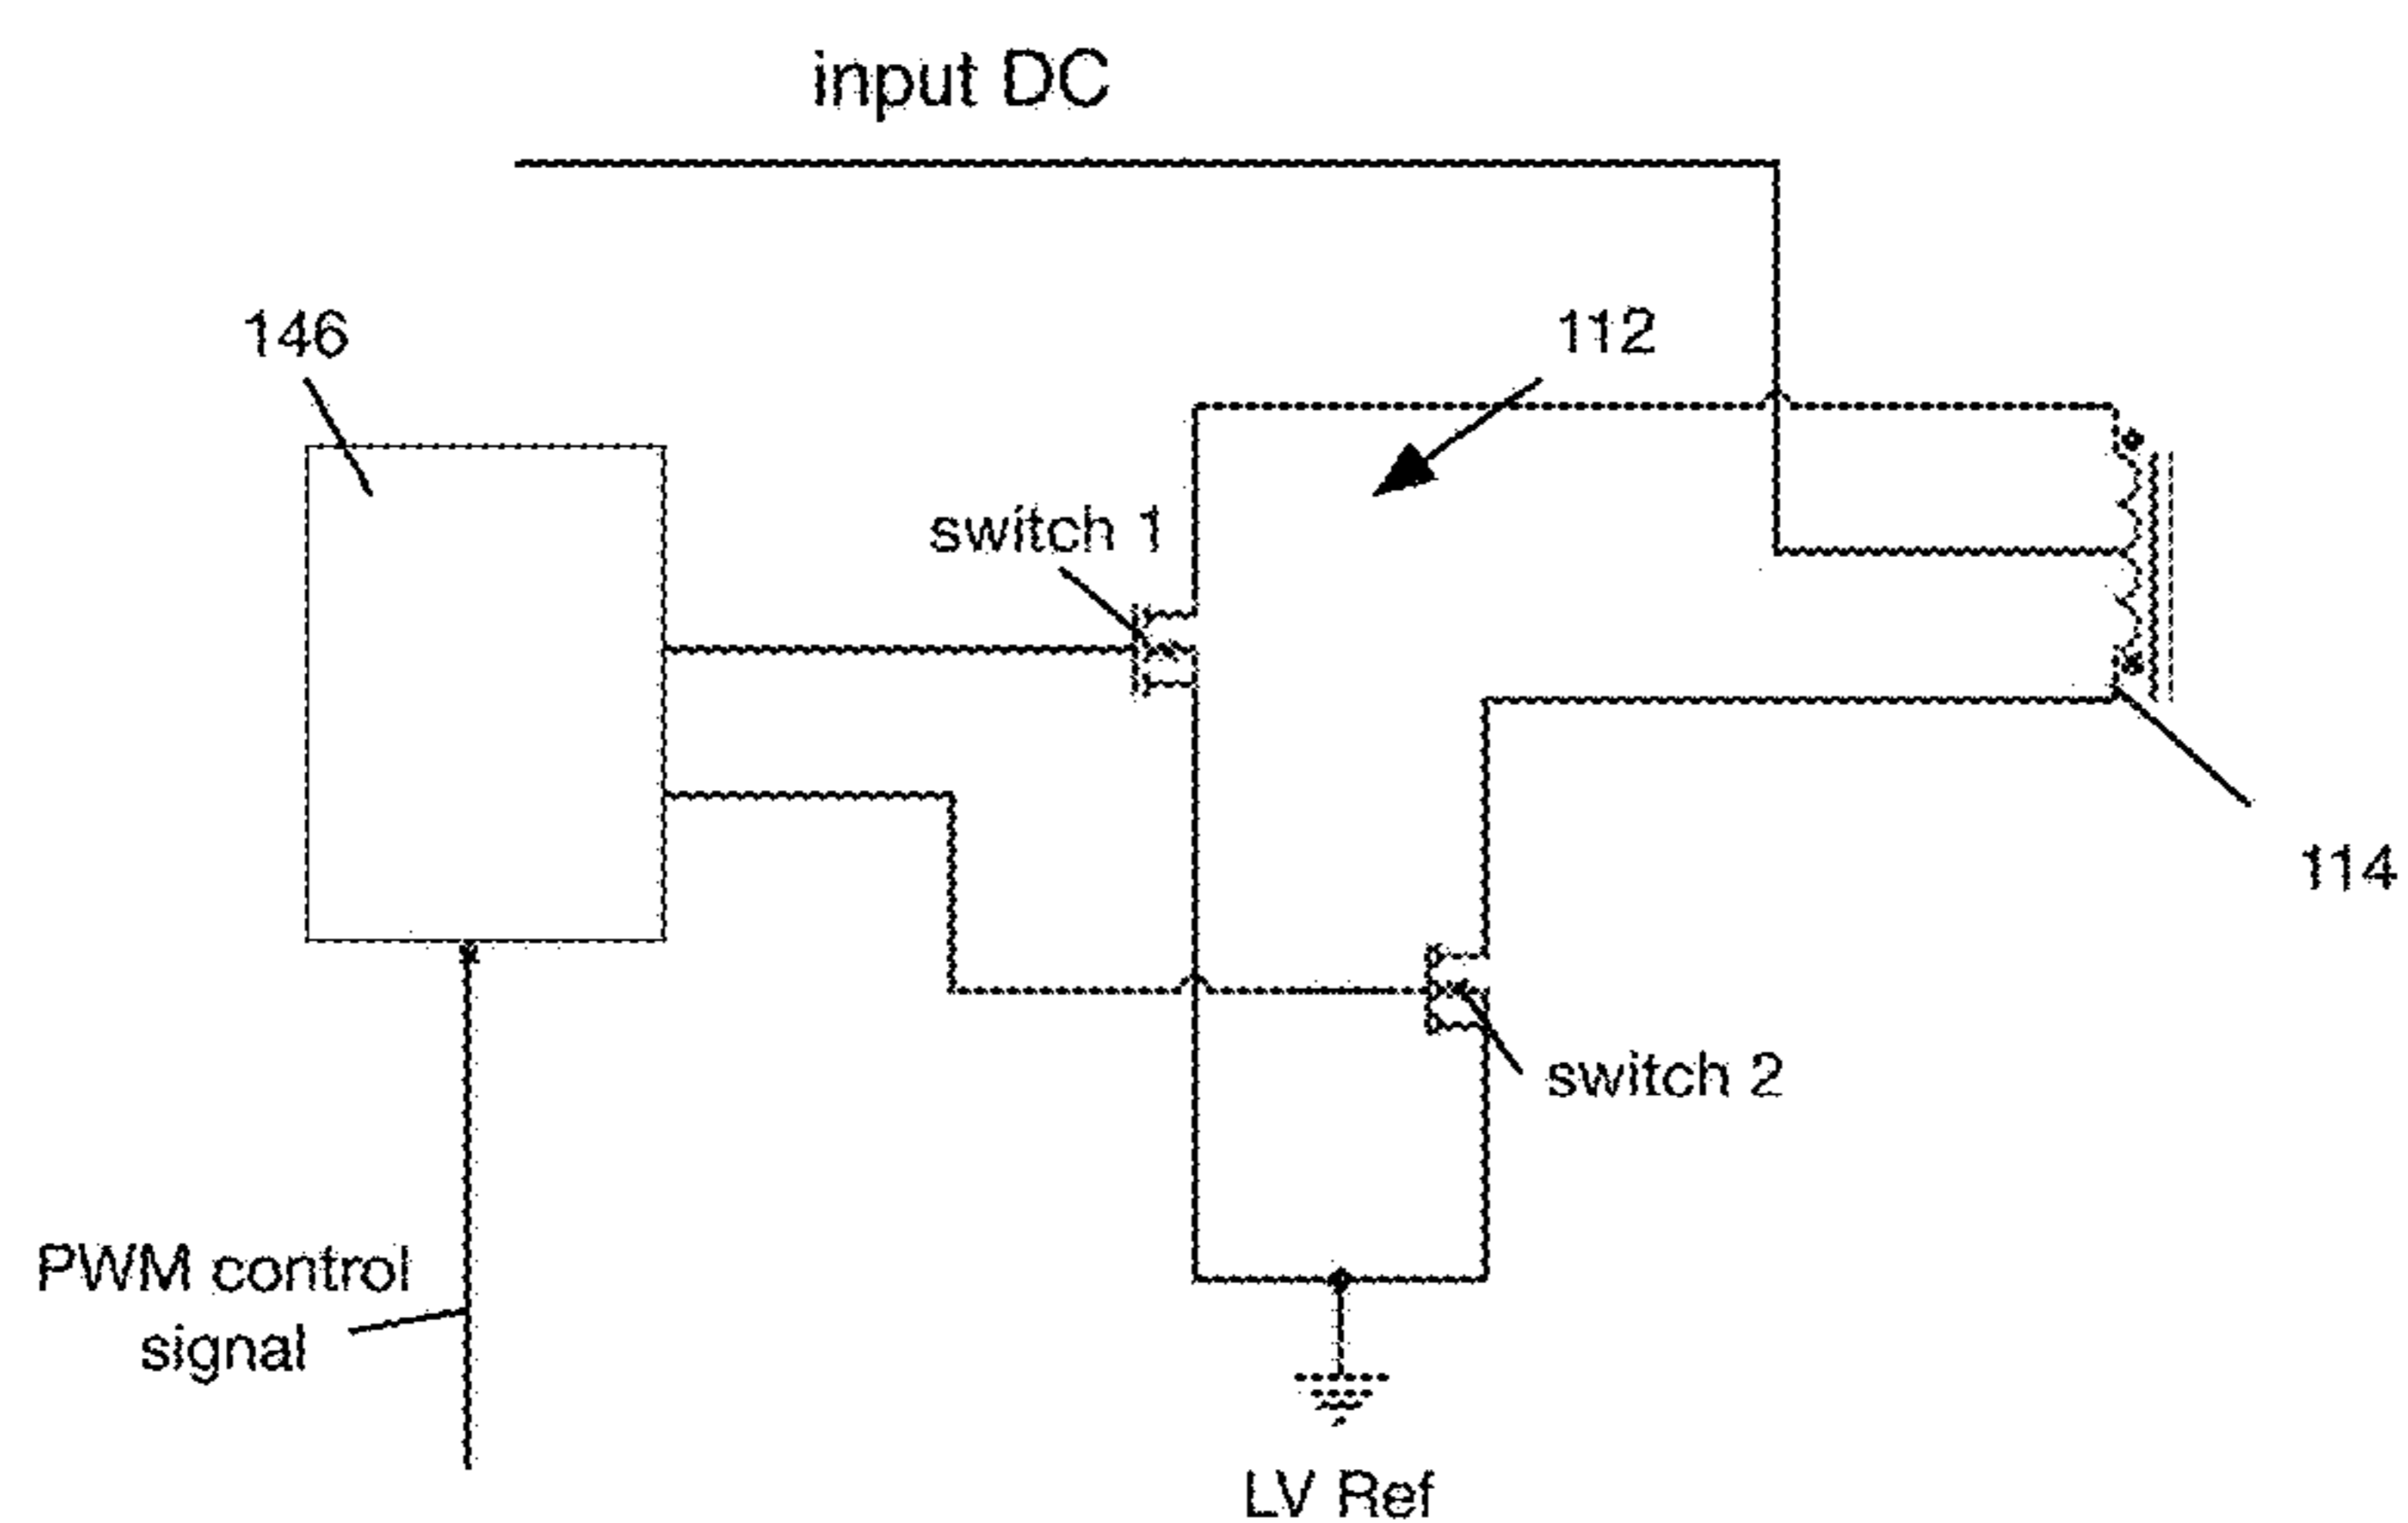 input DC
146
112
switch 1
114
switch 2
PWM control
signal
LV Ref